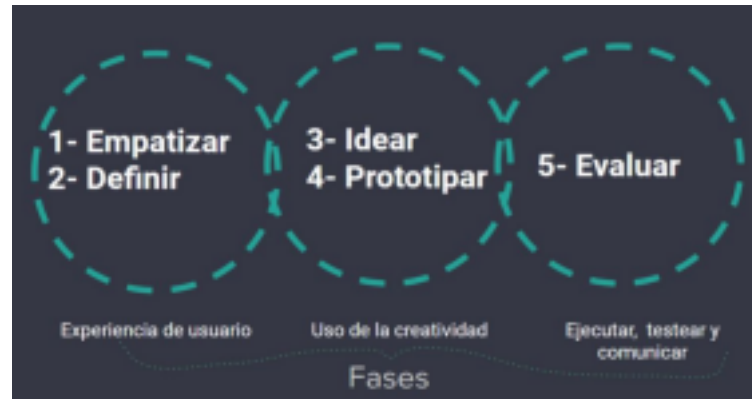 1- Empatizar
2- Definir
3- Idear
4- Prototipar
5- Evaluar
Experiencia de usuario
Uso de la creatividad
Ejecutar, testear y
comunicar
Fases